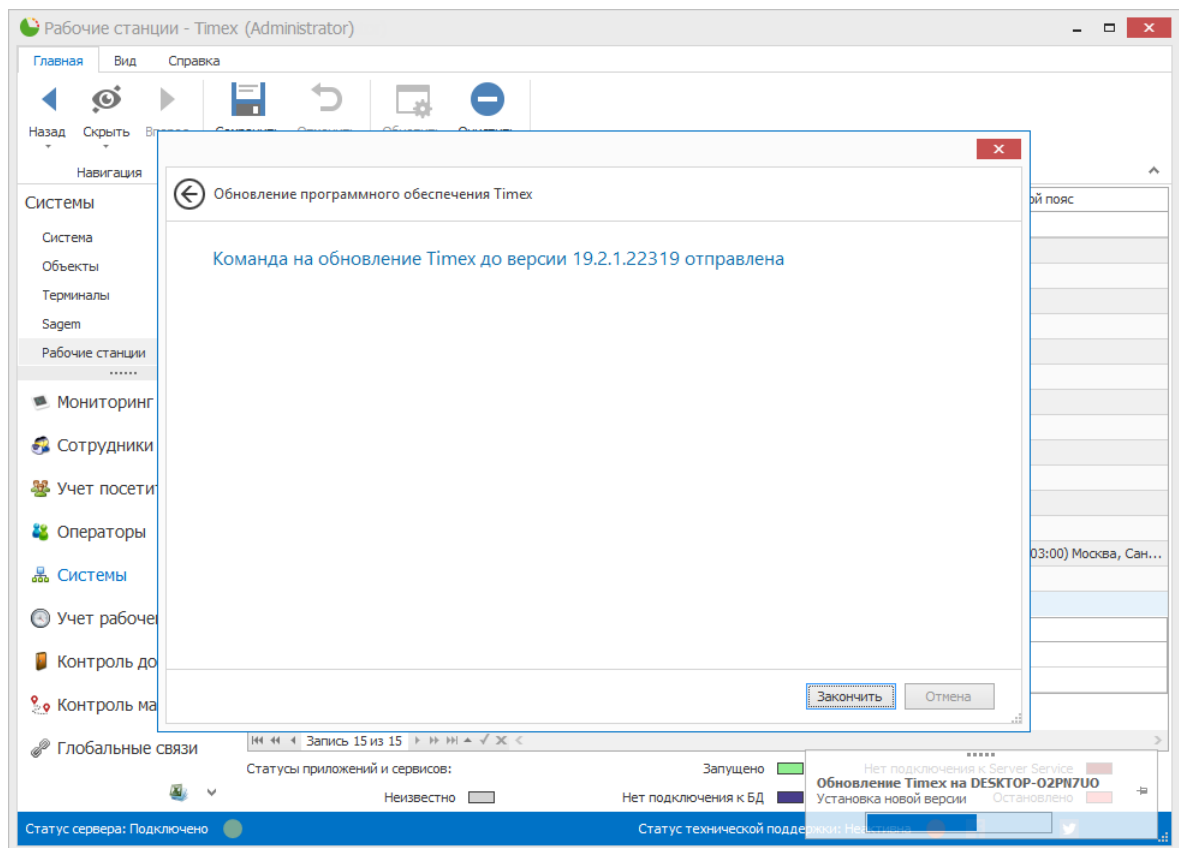 Рабочие станции - Timex (Administrator)
Главная Вид Справка
Назад Скрыть
Навигация
Обновление программного обеспечения Timex
Команда на обновление Timex до версии 19.2.1.22319 отправлена
Закончить Отмена
Системы
Система
Объекты
Терминалы
Sagem
Рабочие станции
Мониторинг
Сотрудники
Учет посети
Операторы
Системы
Учет рабоче
Контроль до
Контроль ма
Глобальные связи
ой пояс
03:00) Москва, Сан...
Запись 15 из 15
Статусы приложений и сервисов:
Запущено
Нет подключения к Server Service
Неизвестно
Нет подключения к БД
Остановлено
Обновление Timex на DESKTOP-O2PN7UO
Установка новой версии
Статус сервера: Подключено
Статус технической поддержки: Неактивна